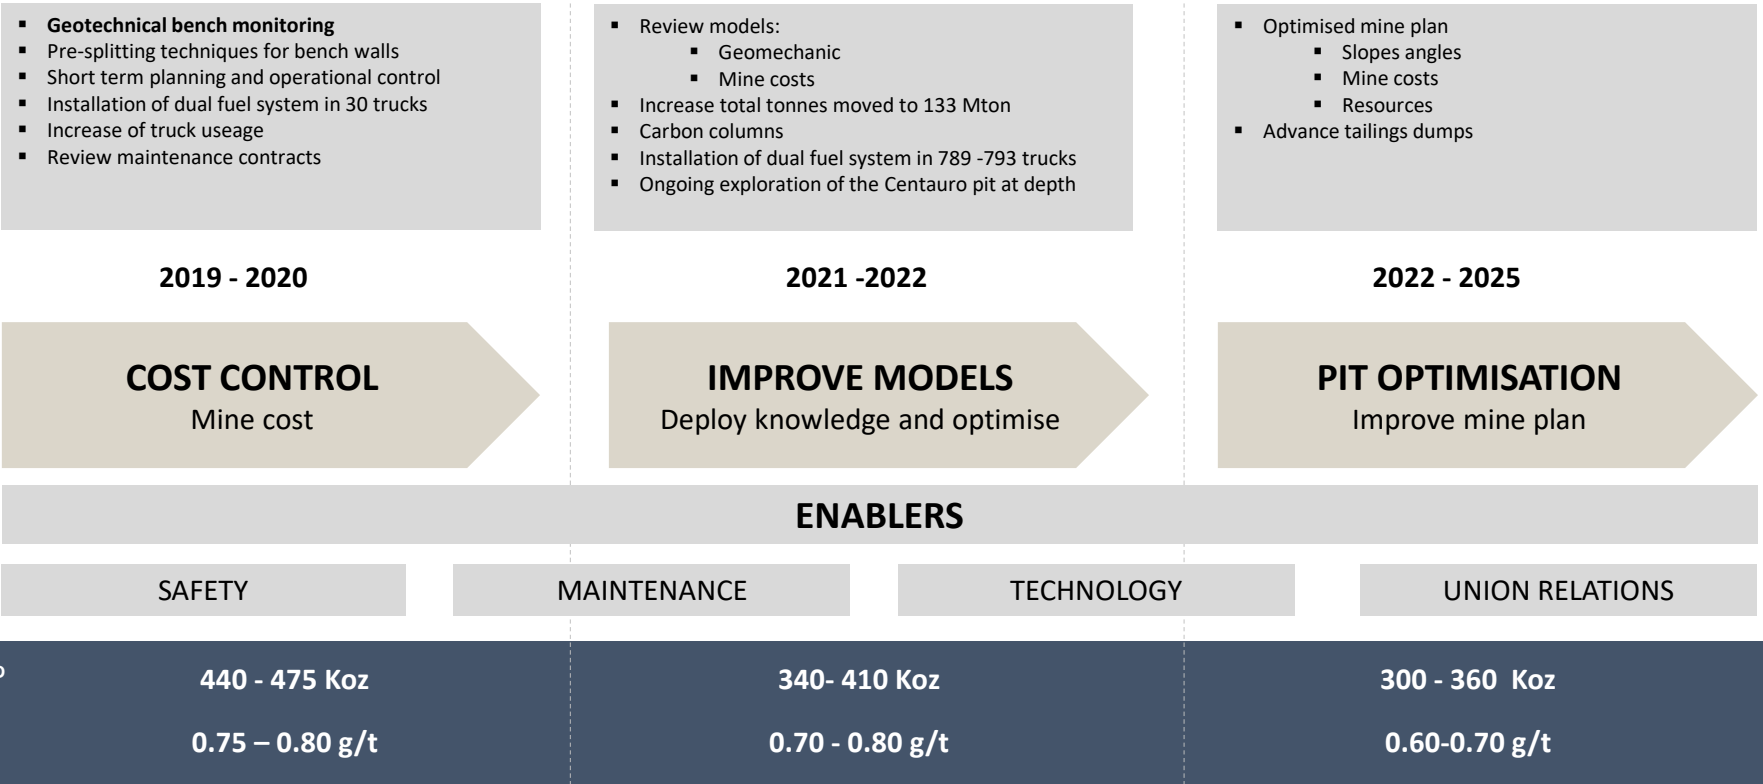 ▪ Geotechnical bench monitoring
▪ Pre-splitting techniques for bench walls
▪ Short term planning and operational control
▪ Installation of dual fuel system in 30 trucks
▪ Increase of truck useage
▪ Review maintenance contracts
▪ Review models:
▪ Geomechanic
▪ Mine costs
▪ Increase total tonnes moved to 133 Mton
▪ Carbon columns
▪ Installation of dual fuel system in 789 -793 trucks
▪ Ongoing exploration of the Centauro pit at depth
▪ Optimised mine plan
▪ Slopes angles
▪ Mine costs
▪ Resources
▪ Advance tailings dumps
2019 - 2020
2021 -2022
2022 - 2025
COST CONTROL
Mine cost
IMPROVE MODELS
Deploy knowledge and optimise
PIT OPTIMISATION
Improve mine plan
ENABLERS
SAFETY
MAINTENANCE
TECHNOLOGY
UNION RELATIONS
440 - 475 Koz
340- 410 Koz
300 - 360 Koz
0.75 – 0.80 g/t
0.70 - 0.80 g/t
0.60-0.70 g/t